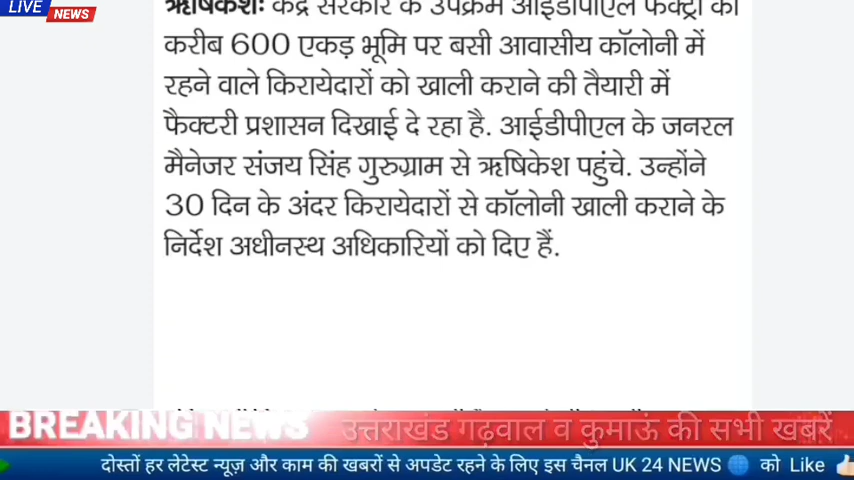 LIVE
NEWS
ऋषिकेशः केंद्र सरकार के उपक्रम आईडीपीएल फैक्ट्री की
करीब 600 एकड़ भूमि पर बसी आवासीय कॉलोनी में
रहने वाले किरायेदारों को खाली कराने की तैयारी में
फैक्टरी प्रशासन दिखाई दे रहा है. आईडीपीएल के जनरल
मैनेजर संजय सिंह गुरुग्राम से ऋषिकेश पहुंचे. उन्होंने
30 दिन के अंदर किरायेदारों से कॉलोनी खाली कराने के
निर्देश अधीनस्थ अधिकारियों को दिए हैं.
BREAKING NEWS उत्तराखंड गढ़वाल व कुमाऊं की सभी खबरें
दोस्तों हर लेटेस्ट न्यूज़ और काम की खबरों से अपडेट रहने के लिए इस चैनल UK 24 NEWS 🌐 को Like 👍